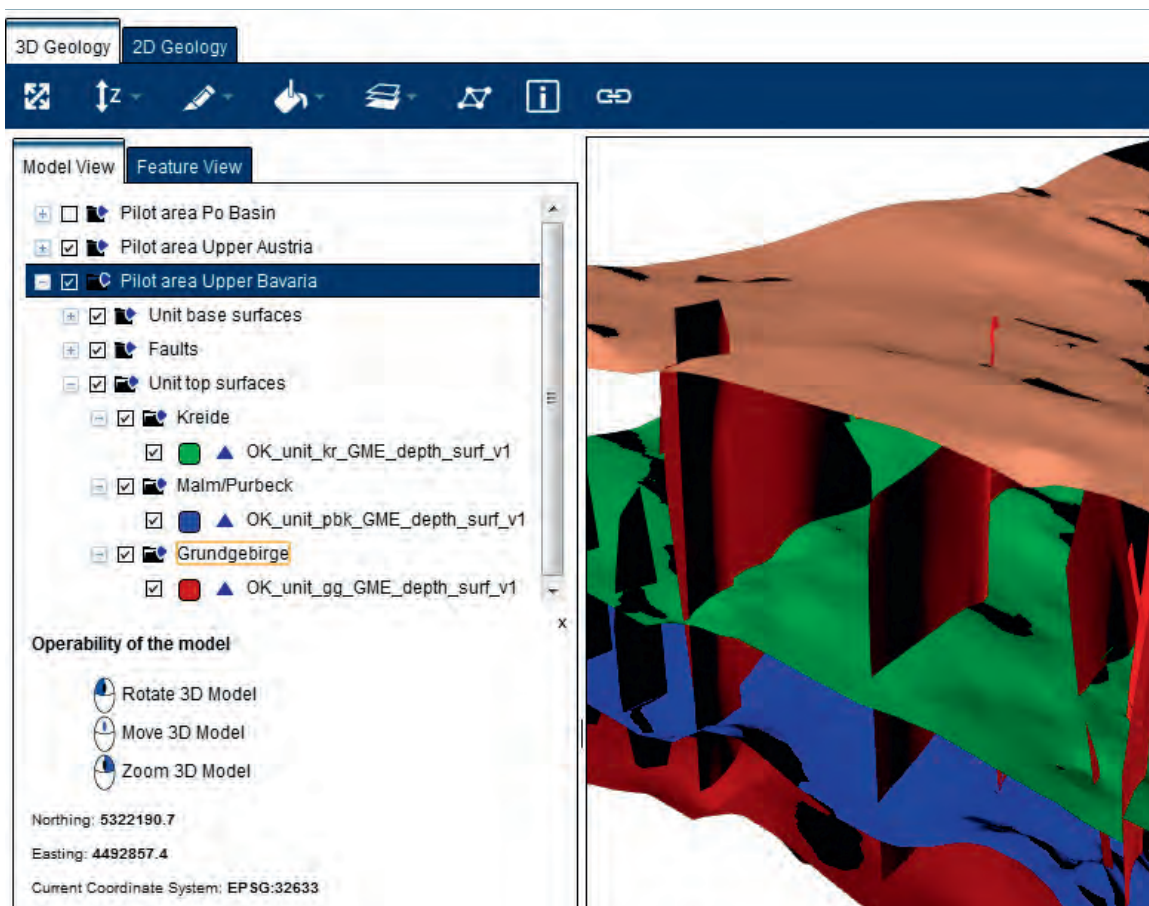 3D Geology 2D Geology
Z
i
Model View Feature View
Pilot area Po Basin
Pilot area Upper Austria
Pilot area Upper Bavaria
Unit base surfaces
Faults
Unit top surfaces
Kreide
OK_unit_kr_GME_depth_surf_v1
Malm/Purbeck
OK_unit_pbk_GME_depth_surf_v1
Grundgebirge
OK_unit_gg_GME_depth_surf_v1
x
Operability of the model
Rotate 3D Model
Move 3D Model
Zoom 3D Model
Northing: 5322190.7
Easting: 4492857.4
Current Coordinate System: EPSG:32633